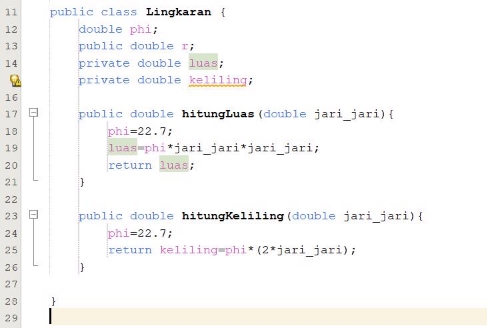 11 public class Lingkaran {
12 double phi;
13 public double r;
14 private double luas;
private double keliling;
16
17 public double hitungLuas(double jari_jari){
18 phi=22.7;
19 luas=phi*jari_jari*jari_jari;
20 return luas;
21 }
22
23 public double hitungKeliling(double jari_jari){
24 phi=22.7;
25 return keliling=phi*(2*jari_jari);
26 }
27
28 }
29